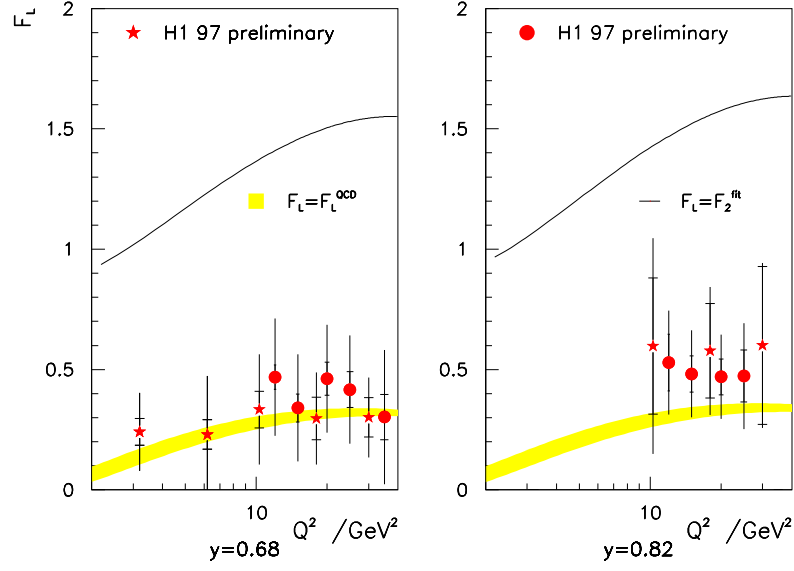 F_L
2
1.5
1
0.5
0
★ H1 97 preliminary
F_L=F_L^QCD
10
Q² /GeV²
y=0.68
2
1.5
1
0.5
0
● H1 97 preliminary
— F_L=F_2^fit
10
Q² /GeV²
y=0.82